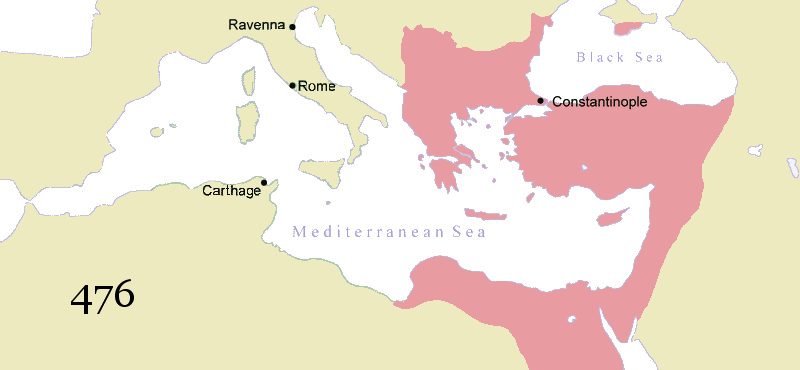 Ravenna
Black Sea
Rome
Constantinople
Carthage
Mediterranean Sea
476